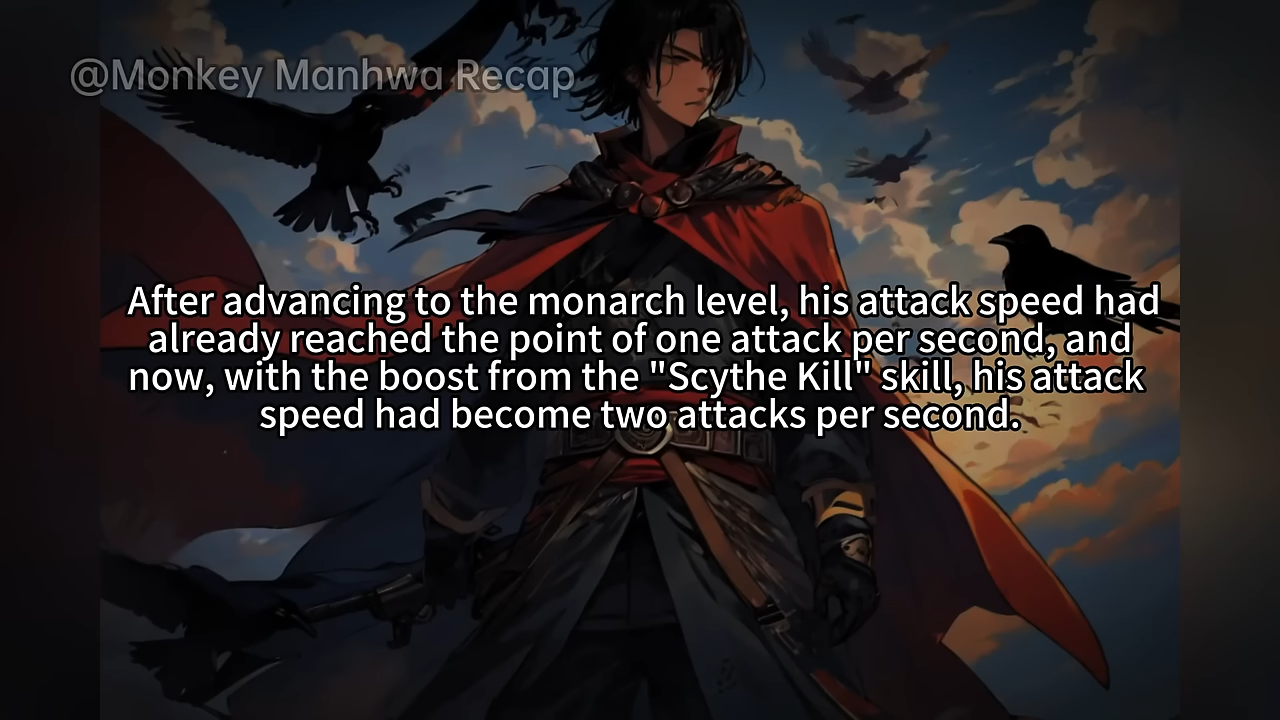 @Monkey Manhwa Recap
After advancing to the monarch level, his attack speed had
already reached the point of one attack per second, and
now, with the boost from the "Scythe Kill" skill, his attack
speed had become two attacks per second.